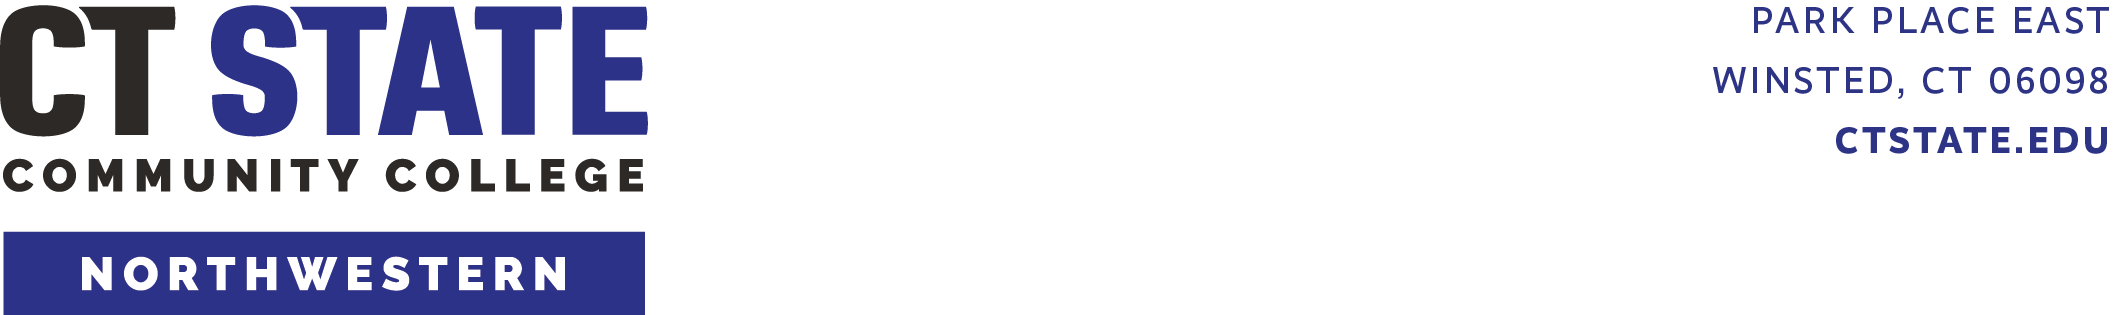 CT STATE
COMMUNITY COLLEGE
NORTHWESTERN
PARK PLACE EAST
WINSTED, CT 06098
CTSTATE.EDU